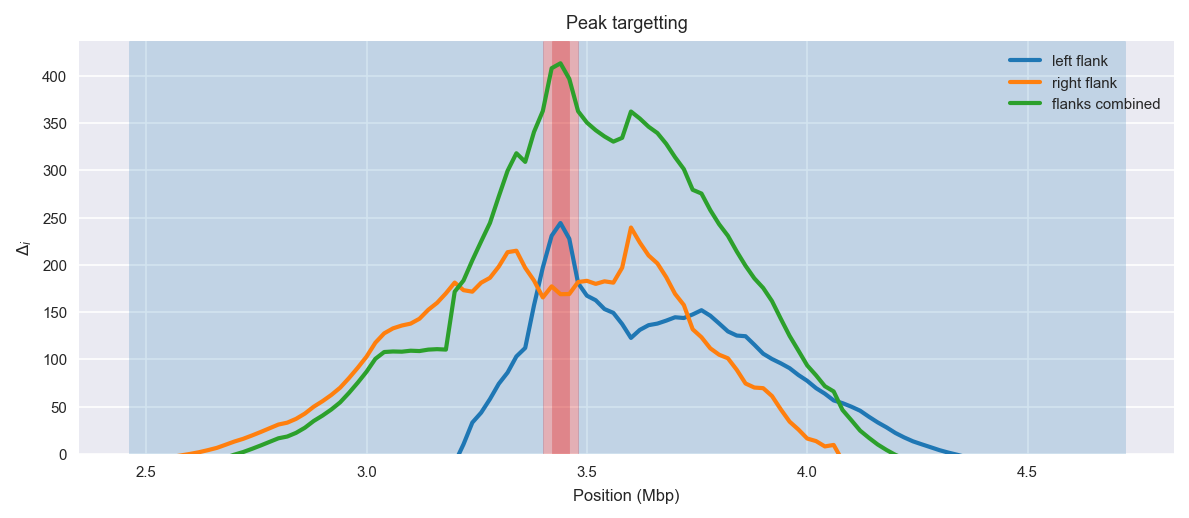 Peak targetting
left flank
right flank
flanks combined
400
350
300
250
200
150
100
50
0
Δi
2.5 3.0 3.5 4.0 4.5
Position (Mbp)